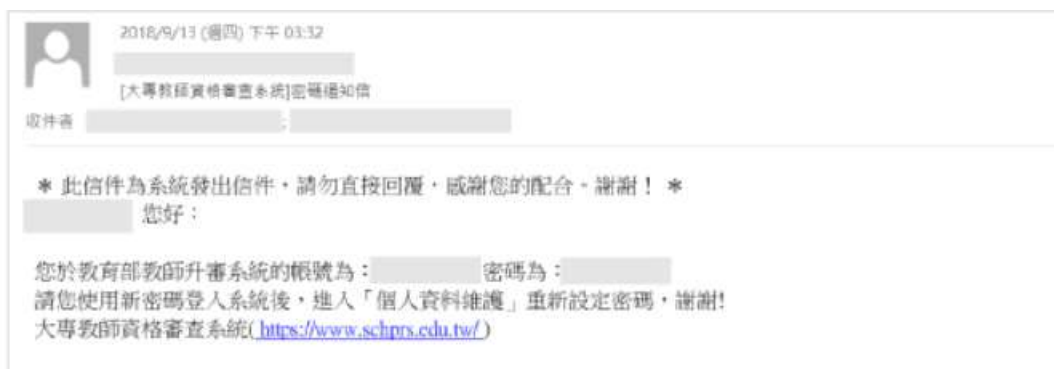 2018/9/13 (週四) 下午 03:32
[大專教師資格審查系統]密碼通知信
收件者 ;
＊ 此信件為系統發出信件，請勿直接回覆，感謝您的配合。謝謝！ ＊
您好：
您於教育部教師升審系統的帳號為： 密碼為：
請您使用新密碼登入系統後，進入「個人資料維護」重新設定密碼，謝謝!
大專教師資格審查系統( https://www.schprs.edu.tw/ )